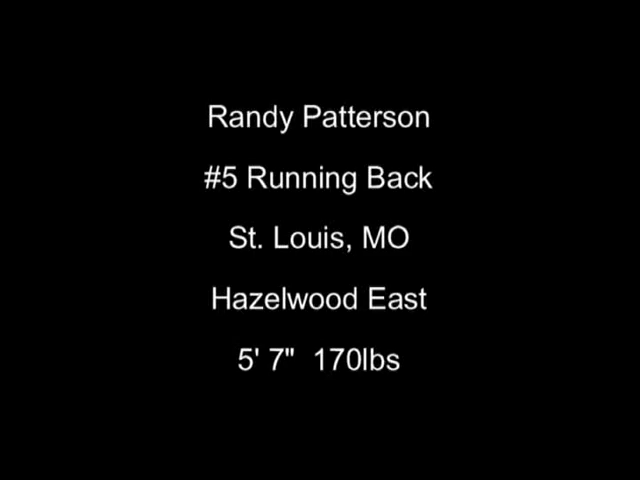 Randy Patterson
#5 Running Back
St. Louis, MO
Hazelwood East
5' 7"  170lbs